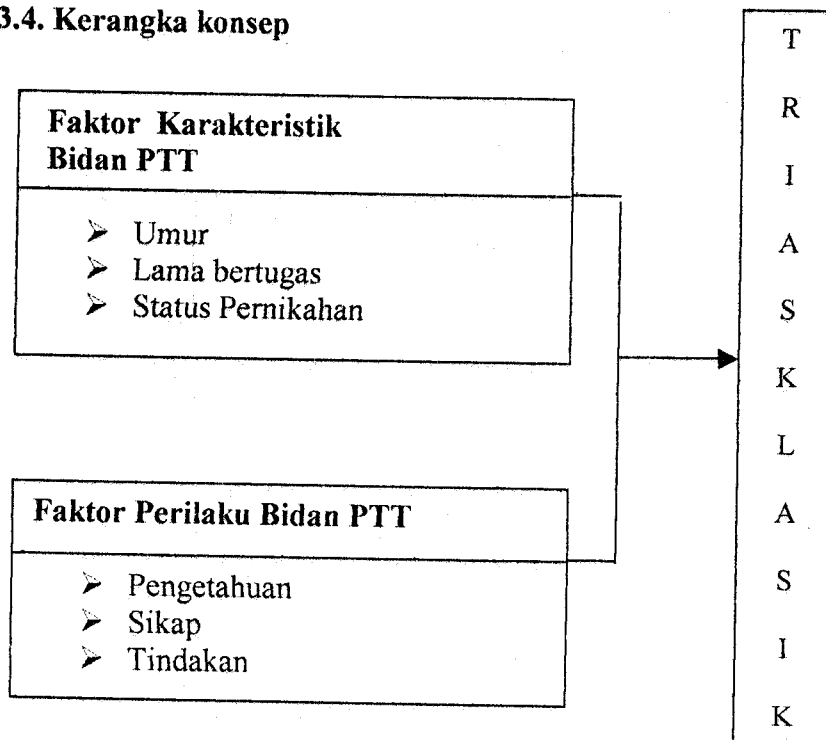 3.4. Kerangka konsep
Faktor Karakteristik
Bidan PTT
➢ Umur
➢ Lama bertugas
➢ Status Pernikahan
Faktor Perilaku Bidan PTT
➢ Pengetahuan
➢ Sikap
➢ Tindakan
T
R
I
A
S
K
L
A
S
I
K